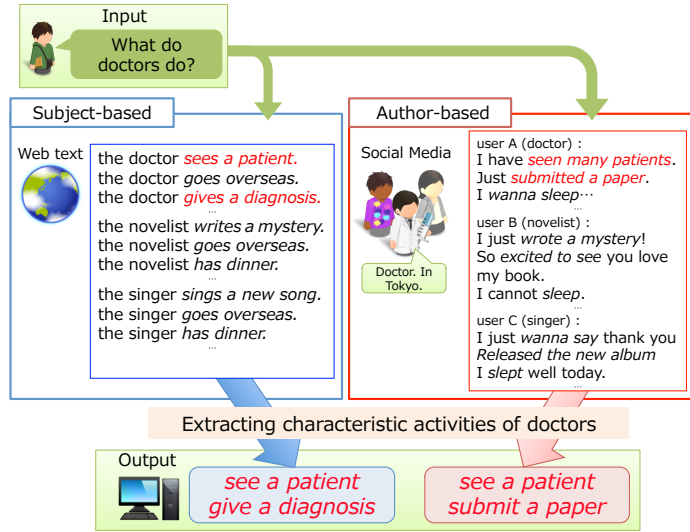 Input
What do
doctors do?
Subject-based
Web text
the doctor sees a patient.
the doctor goes overseas.
the doctor gives a diagnosis.
...
the novelist writes a mystery.
the novelist goes overseas.
the novelist has dinner.
...
the singer sings a new song.
the singer goes overseas.
the singer has dinner.
...
Author-based
Social Media
Doctor. In
Tokyo.
user A (doctor) :
I have seen many patients.
Just submitted a paper.
I wanna sleep⋯
...
user B (novelist) :
I just wrote a mystery!
So excited to see you love
my book.
I cannot sleep.
...
user C (singer) :
I just wanna say thank you
Released the new album
I slept well today.
...
Extracting characteristic activities of doctors
Output
see a patient
give a diagnosis
see a patient
submit a paper